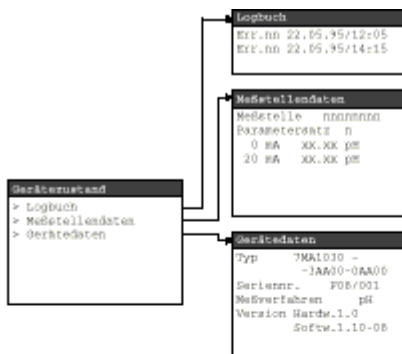 Logbuch
Err.nn 22.05.95/12:05
Err.nn 22.05.95/14:15
Meßstellendaten
Meßstelle nnnnnnnn
Parametersatz n
0 mA xx.xx pH
20 mA xx.xx pH
Gerätezustand
> Logbuch
> Meßstellendaten
> Gerätedaten
Gerätedaten
Typ 7MA1030 -
-3AA00-0AA00
Seriennr. F06/001
Meßverfahren pH
Version Hardw.1.0
Softw.1.10-06